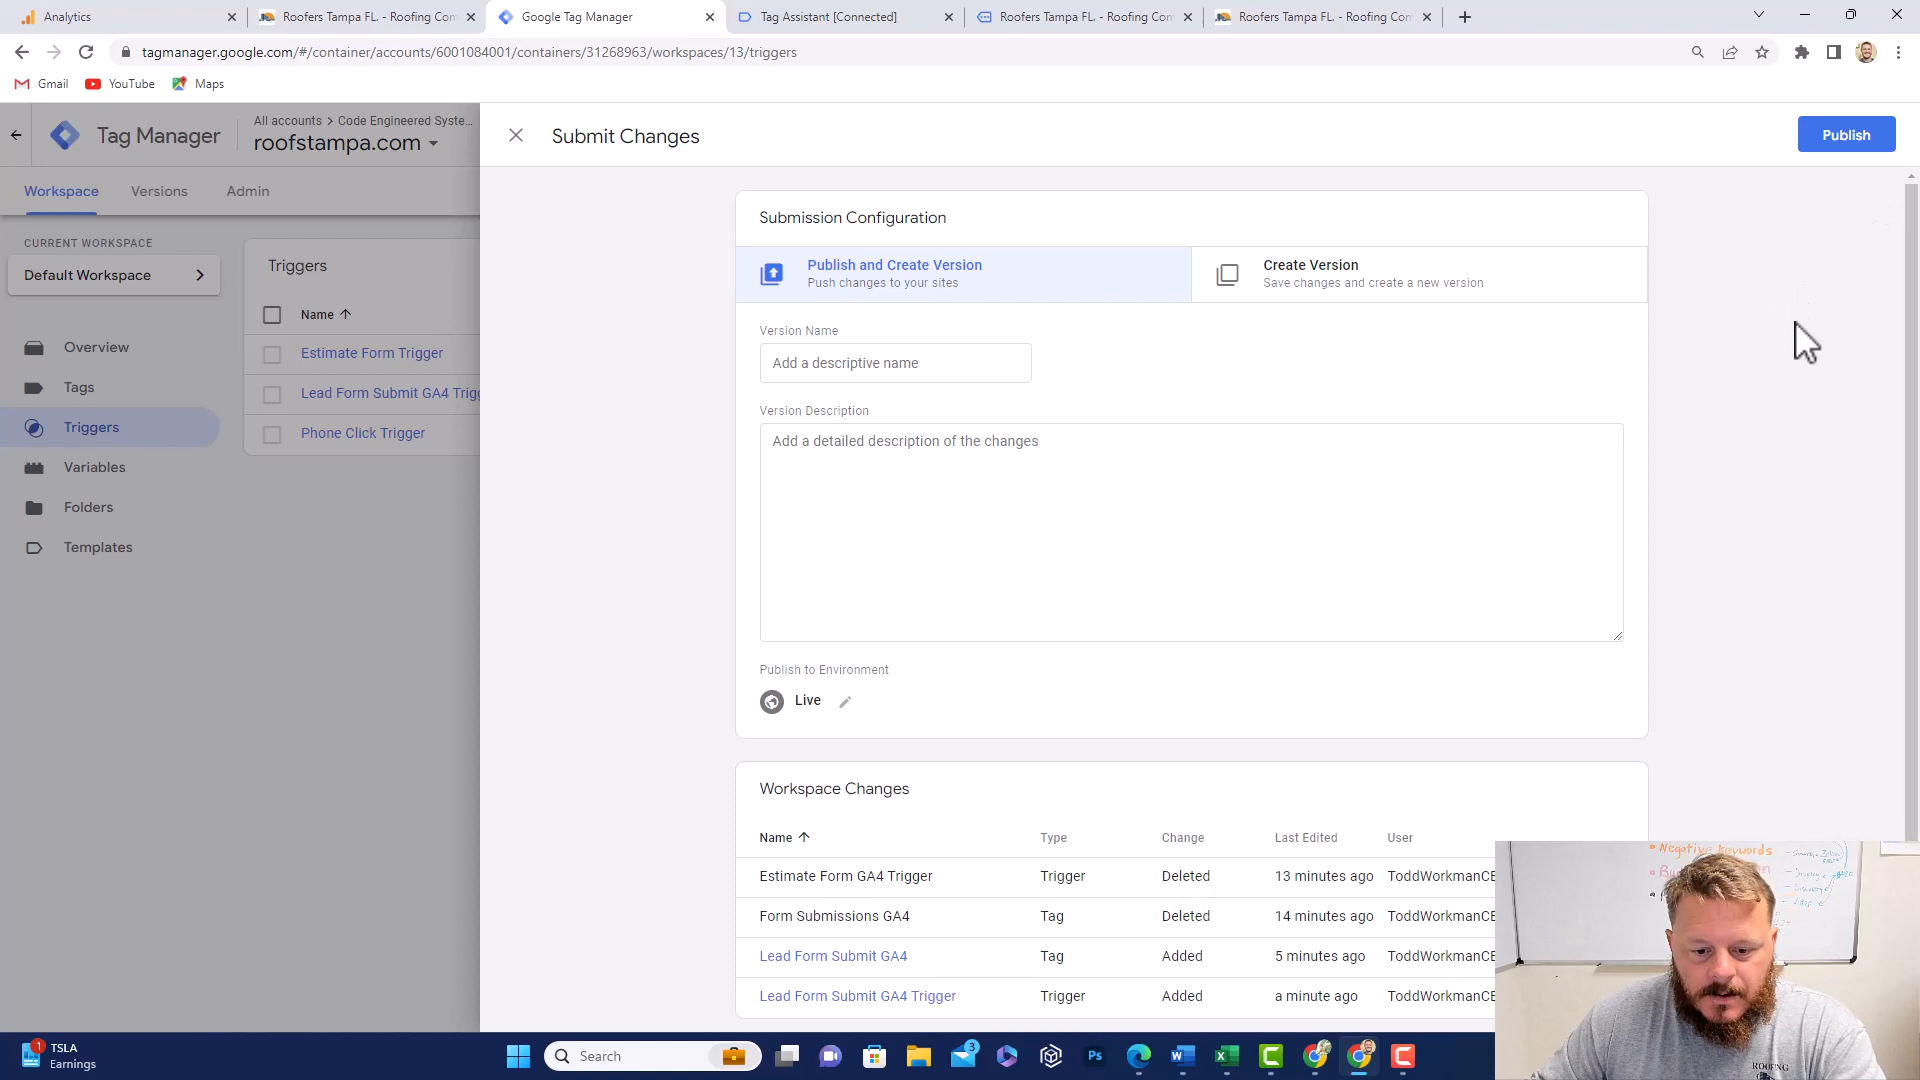 Analytics
Roofers Tampa FL. - Roofing Con
Google Tag Manager
Tag Assistant [Connected]
Roofers Tampa FL. - Roofing Con
Roofers Tampa FL. - Roofing Con
tagmanager.google.com/#/container/accounts/6001084001/containers/31268963/workspaces/13/triggers
Gmail
YouTube
Maps
Tag Manager
All accounts > Code Engineered Syste...
roofstampa.com
Submit Changes
Publish
Workspace
Versions
Admin
CURRENT WORKSPACE
Default Workspace
Overview
Tags
Triggers
Variables
Folders
Templates
Triggers
Name
Estimate Form Trigger
Lead Form Submit GA4 Trigg
Phone Click Trigger
Submission Configuration
Publish and Create Version
Push changes to your sites
Create Version
Save changes and create a new version
Version Name
Add a descriptive name
Version Description
Add a detailed description of the changes
Publish to Environment
Live
Workspace Changes
Name Type Change Last Edited User
Estimate Form GA4 Trigger Trigger Deleted 13 minutes ago ToddWorkmanCE
Form Submissions GA4 Tag Deleted 14 minutes ago ToddWorkmanCE
Lead Form Submit GA4 Tag Added 5 minutes ago ToddWorkmanCE
Lead Form Submit GA4 Trigger Trigger Added a minute ago ToddWorkmanCE
Negative keywords
ROOFING
1
TSLA
Earnings
Search
3
Ps